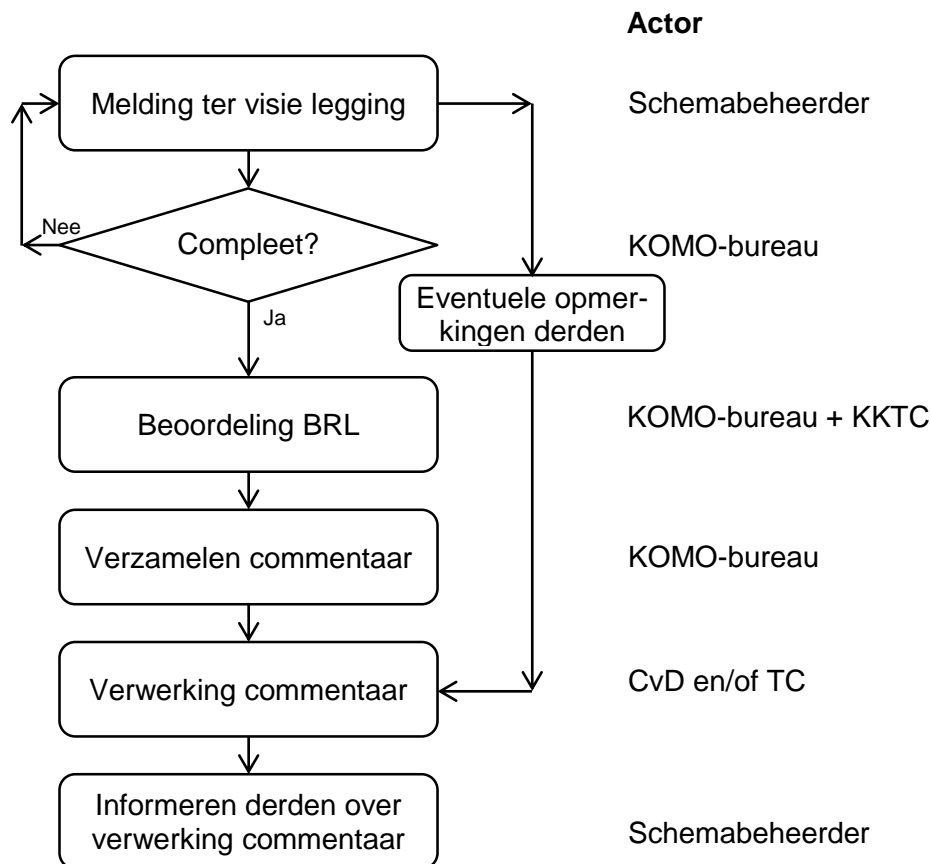 Actor
Melding ter visie legging
Schemabeheerder
Nee
Compleet?
KOMO-bureau
Eventuele opmer-
kingen derden
Ja
Beoordeling BRL
KOMO-bureau + KKTC
Verzamelen commentaar
KOMO-bureau
Verwerking commentaar
CvD en/of TC
Informeren derden over
verwerking commentaar
Schemabeheerder